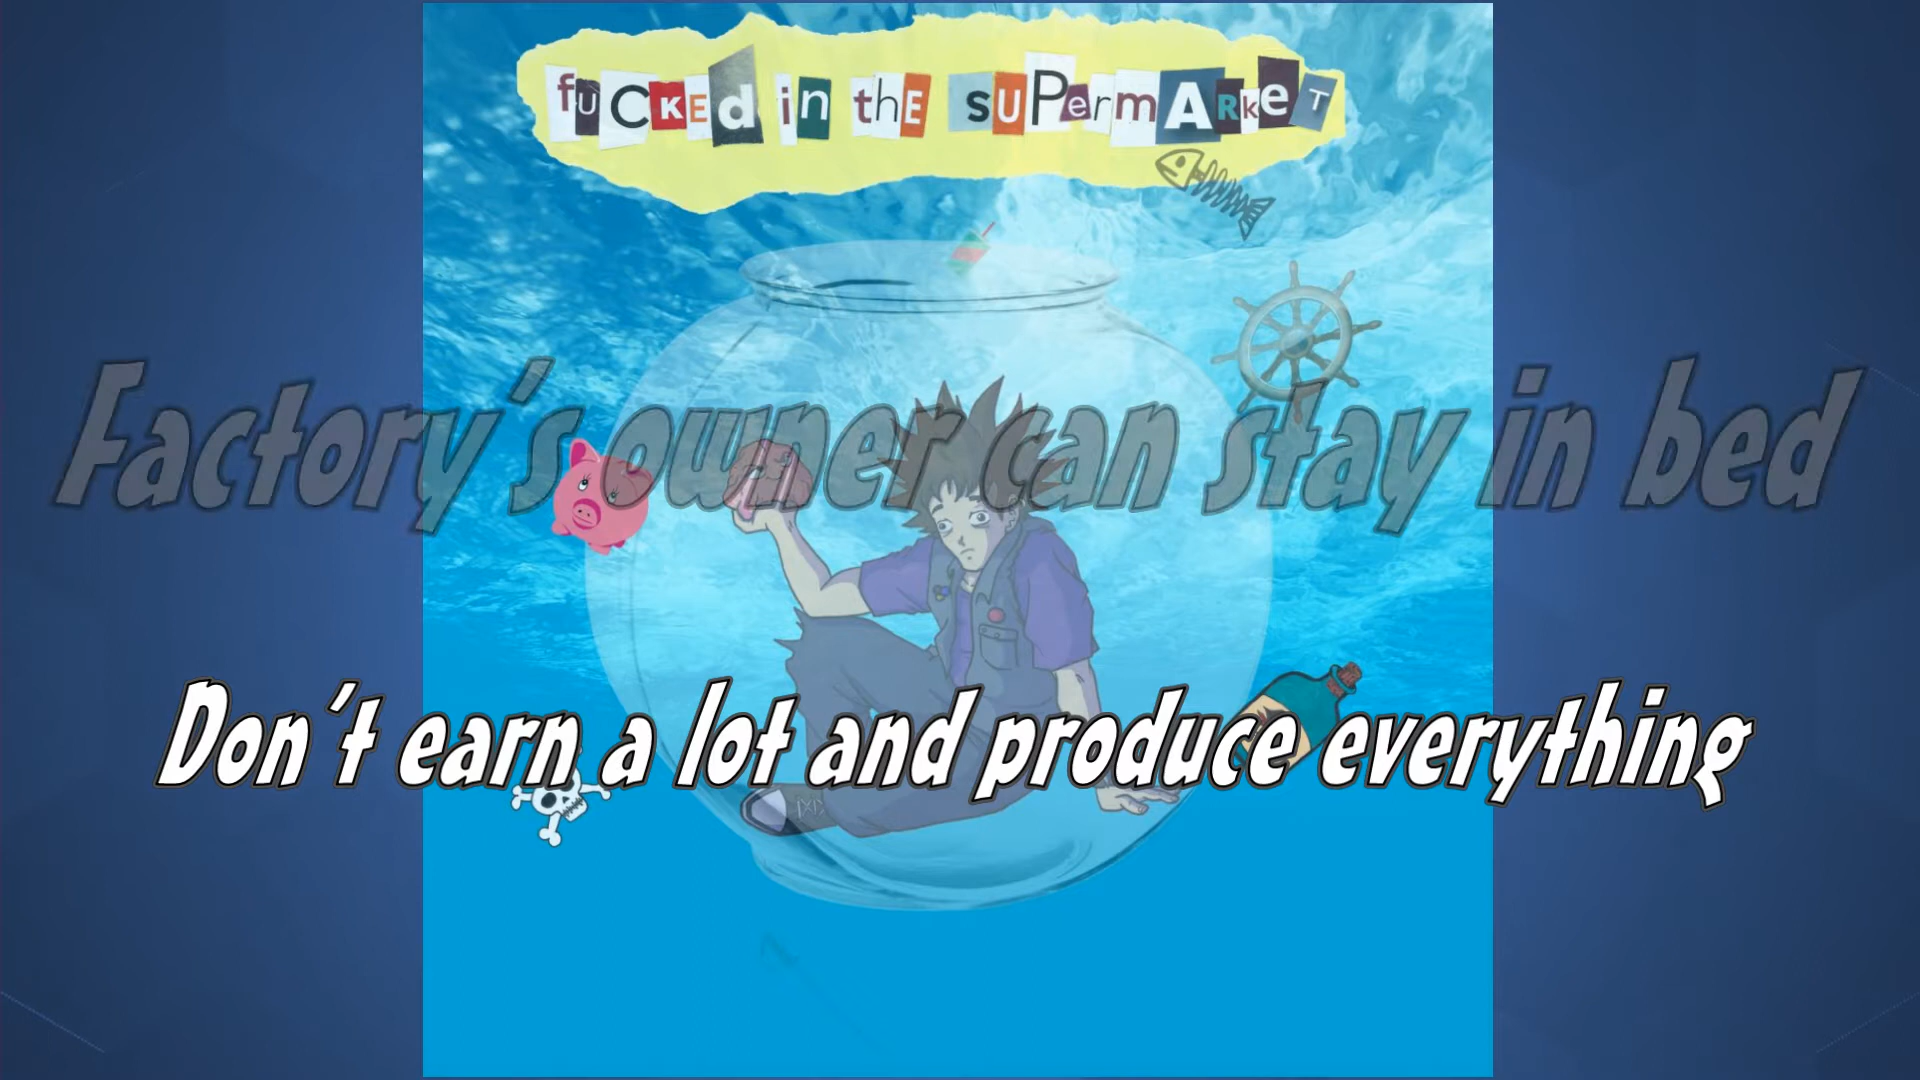 fUCKEd in thE sUPermARkeT
Factory's owner can stay in bed
Don't earn a lot and produce everything